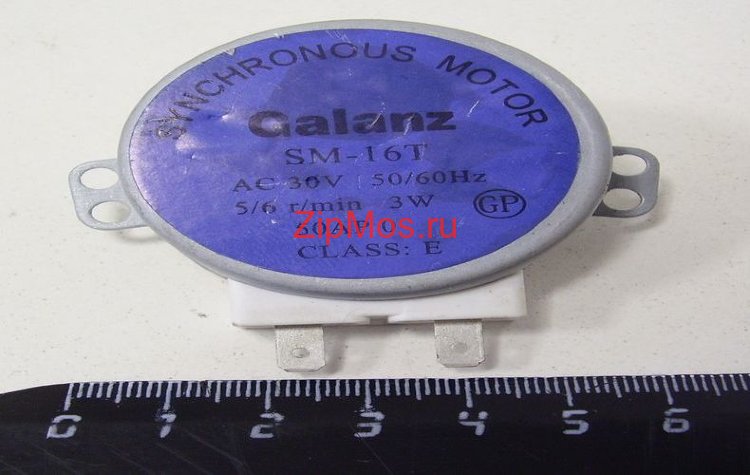 SYNCHRONOUS MOTOR
Galanz
SM-16T
AC 30V 50/60Hz
5/6 r/min 3W
GP
ZipMos.ru
CLASS: E
0 1 2 3 4 5 6